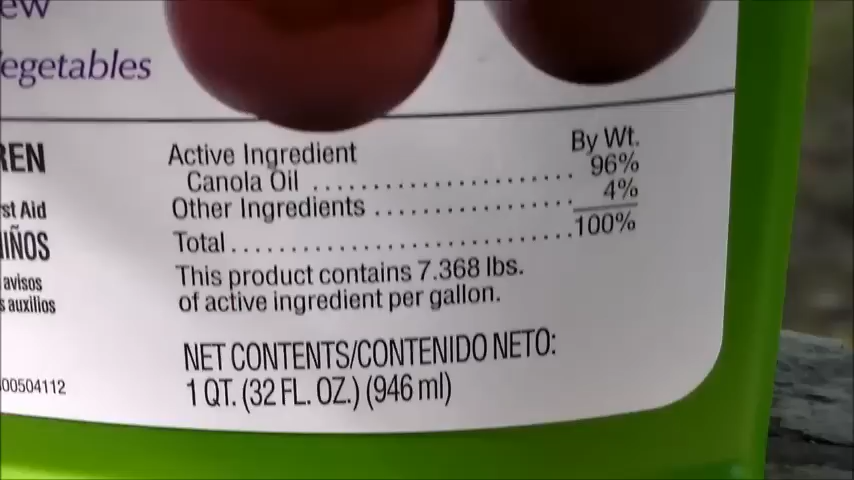 ew
egetables
REN
st Aid
IÑOS
avisos
s auxilios
00504112
Active Ingredient By Wt.
Canola Oil .......................... 96%
Other Ingredients ................. 4%
Total ............................. 100%
This product contains 7.368 lbs.
of active ingredient per gallon.
NET CONTENTS/CONTENIDO NETO:
1 QT. (32 FL. OZ.) (946 ml)